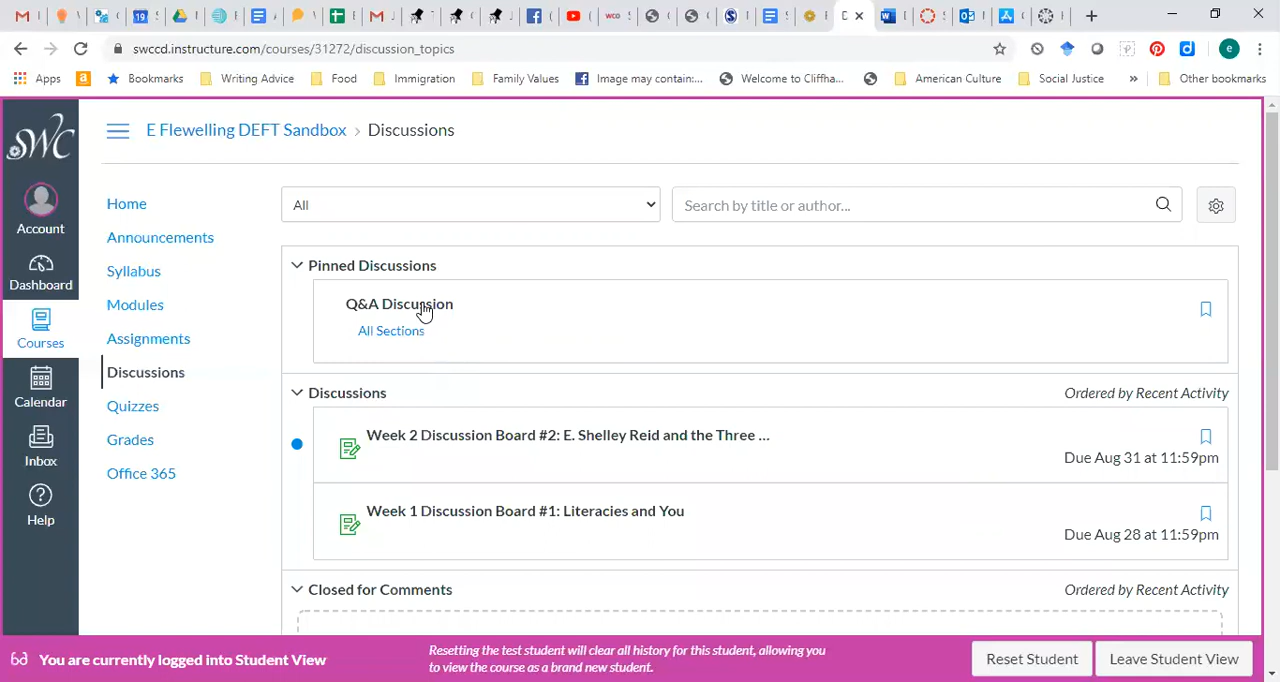 swccd.instructure.com/courses/31272/discussion_topics
Apps
Bookmarks
Writing Advice
Food
Immigration
Family Values
Image may contain:...
Welcome to Cliffha...
American Culture
Social Justice
»
Other bookmarks
SWC
E Flewelling DEFT Sandbox › Discussions
Account
Dashboard
Courses
Calendar
Inbox
Help
Home
Announcements
Syllabus
Modules
Assignments
Discussions
Quizzes
Grades
Office 365
All
Search by title or author...
Pinned Discussions
Q&A Discussion
All Sections
Discussions
Ordered by Recent Activity
Week 2 Discussion Board #2: E. Shelley Reid and the Three ...
Due Aug 31 at 11:59pm
Week 1 Discussion Board #1: Literacies and You
Due Aug 28 at 11:59pm
Closed for Comments
Ordered by Recent Activity
You are currently logged into Student View
Resetting the test student will clear all history for this student, allowing you
to view the course as a brand new student.
Reset Student
Leave Student View